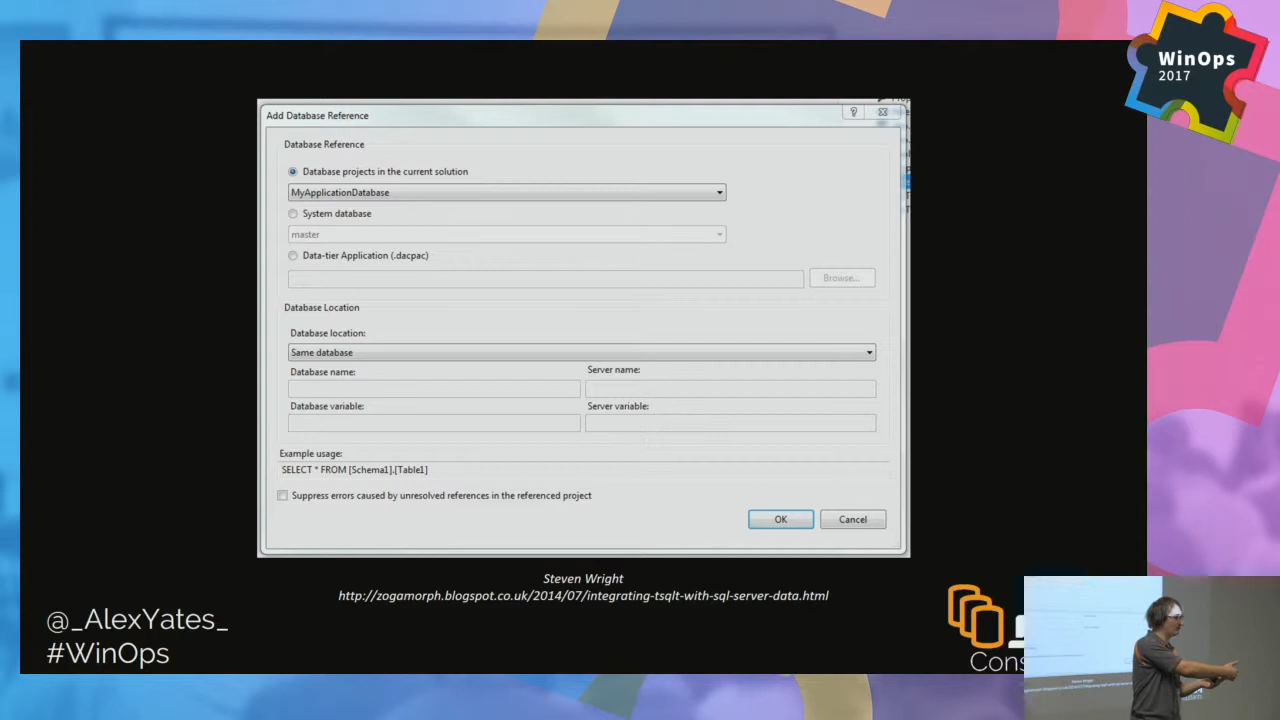 WinOps
2017
Add Database Reference
Database Reference
Database projects in the current solution
MyApplicationDatabase
System database
master
Data-tier Application (.dacpac)
Browse...
Database Location
Database location:
Same database
Database name:
Server name:
Database variable:
Server variable:
Example usage:
SELECT * FROM [Schema1].[Table1]
Suppress errors caused by unresolved references in the referenced project
OK
Cancel
Steven Wright
http://zogamorph.blogspot.co.uk/2014/07/integrating-tsqlt-with-sql-server-data.html
@_AlexYates_
#WinOps
Cons